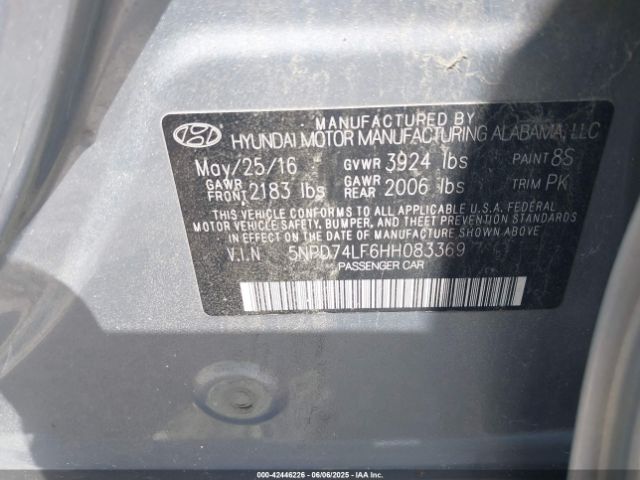 MANUFACTURED BY
HYUNDAI MOTOR MANUFACTURING ALABAMA, LLC
May/25/16 GVWR 3924 lbs PAINT 8S
GAWR FRONT 2183 lbs GAWR REAR 2006 lbs TRIM PK
THIS VEHICLE CONFORMS TO ALL APPLICABLE U.S.A. FEDERAL
MOTOR VEHICLE SAFETY, BUMPER, AND THEFT PREVENTION STANDARDS
IN EFFECT ON THE DATE OF MANUFACTURE SHOWN ABOVE.
V.I.N 5NPD74LF6HH083369
PASSENGER CAR
000-42446226 - 06/06/2025 - IAAI, Inc.